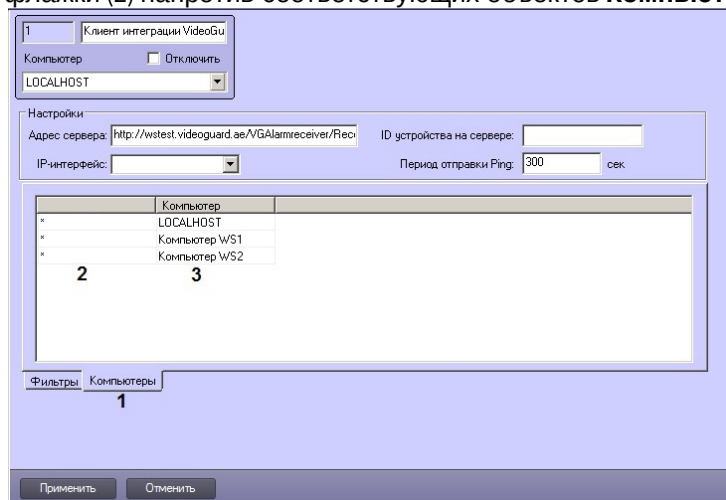 флажки (2) напротив соответствующих объектов
1 Клиент интеграции VideoGu
Компьютер Отключить
LOCALHOST
Настройки
Адрес сервера: http://wstest.videoguard.ae/VGAlarmreceiver/Rec ID устройства на сервере:
IP-интерфейс: Период отправки Ping: 300 сек
Компьютер
* LOCALHOST
* Компьютер WS1
* Компьютер WS2
2 3
Фильтры Компьютеры
1
Применить Отменить